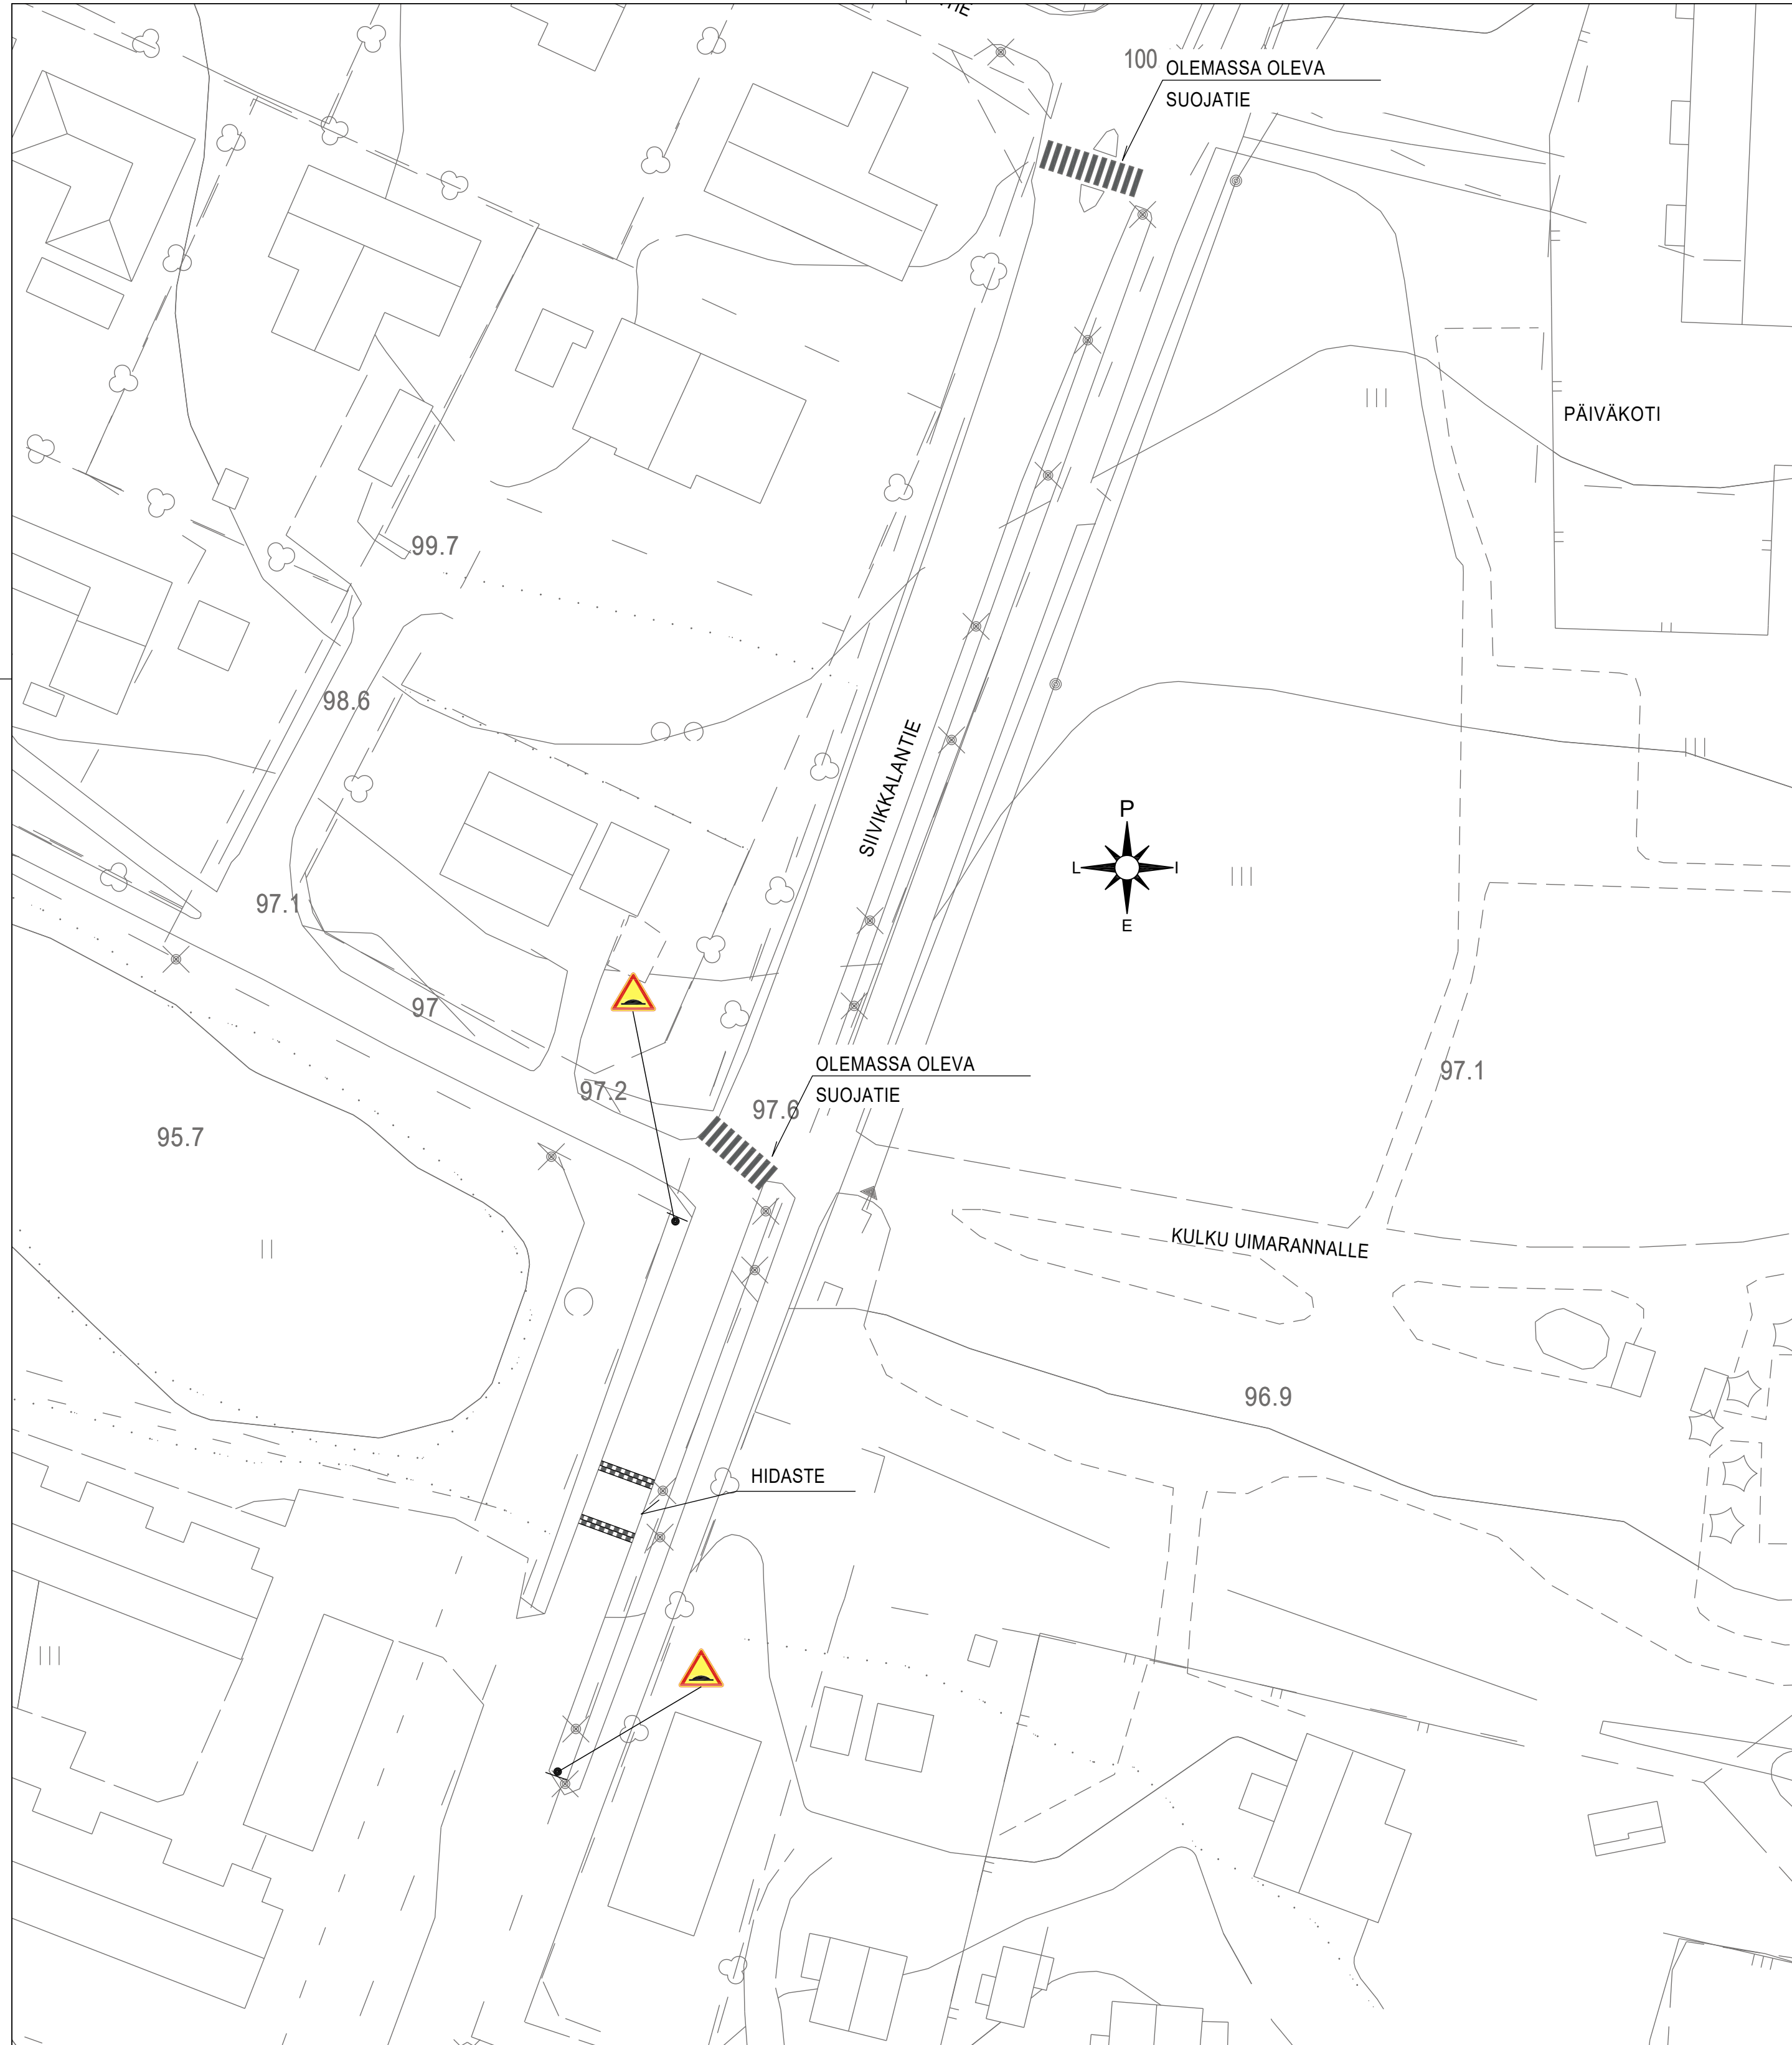 100
OLEMASSA OLEVA
SUOJATIE
PÄIVÄKOTI
99.7
98.6
SIIVIKKALANTIE
P
L I
E
97.1
97
OLEMASSA OLEVA
SUOJATIE
97.1
97.2
97.6
95.7
KULKU UIMARANNALLE
96.9
HIDASTE